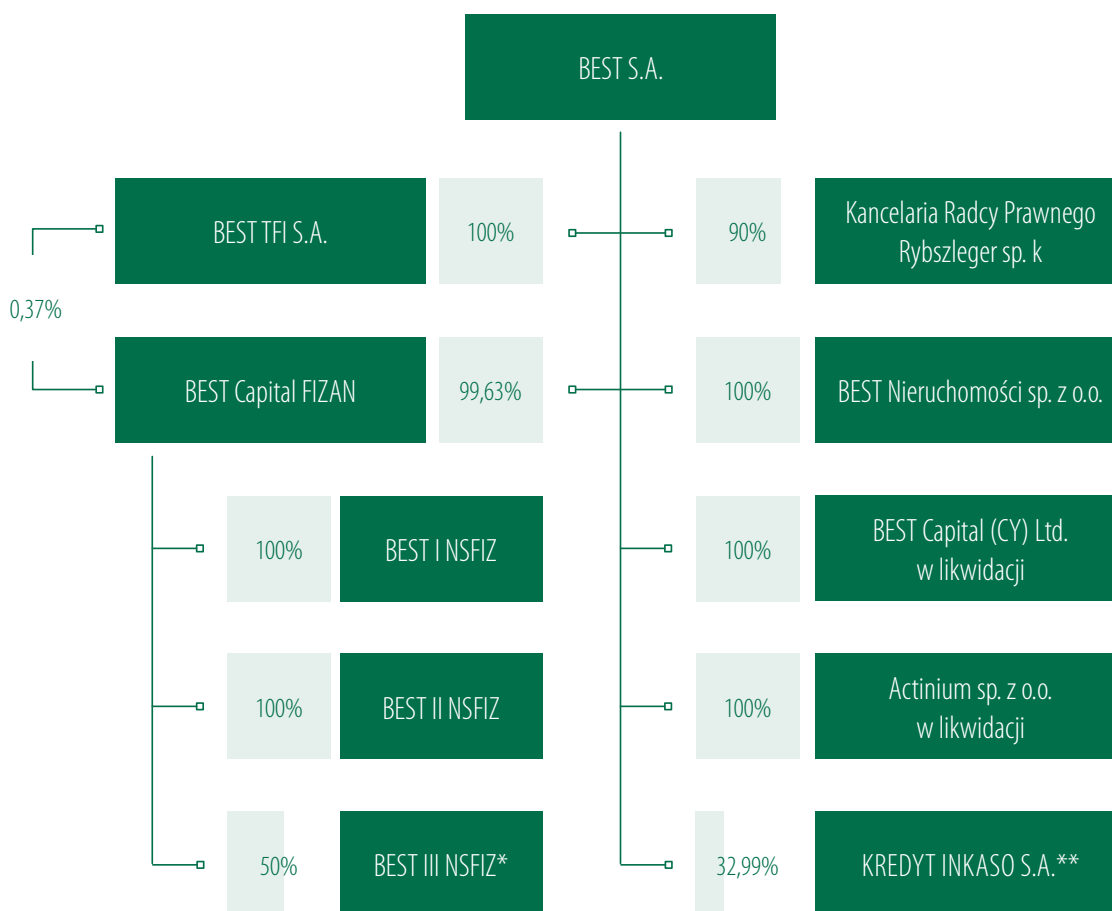 BEST S.A.
BEST TFI S.A.
100%
90%
Kancelaria Radcy Prawnego
Rybszleger sp. k
0,37%
BEST Capital FIZAN
99,63%
100%
BEST Nieruchomości sp. z o.o.
100%
BEST I NSFIZ
100%
BEST Capital (CY) Ltd.
w likwidacji
100%
BEST II NSFIZ
100%
Actinium sp. z o.o.
w likwidacji
50%
BEST III NSFIZ*
32,99%
KREDYT INKASO S.A.**